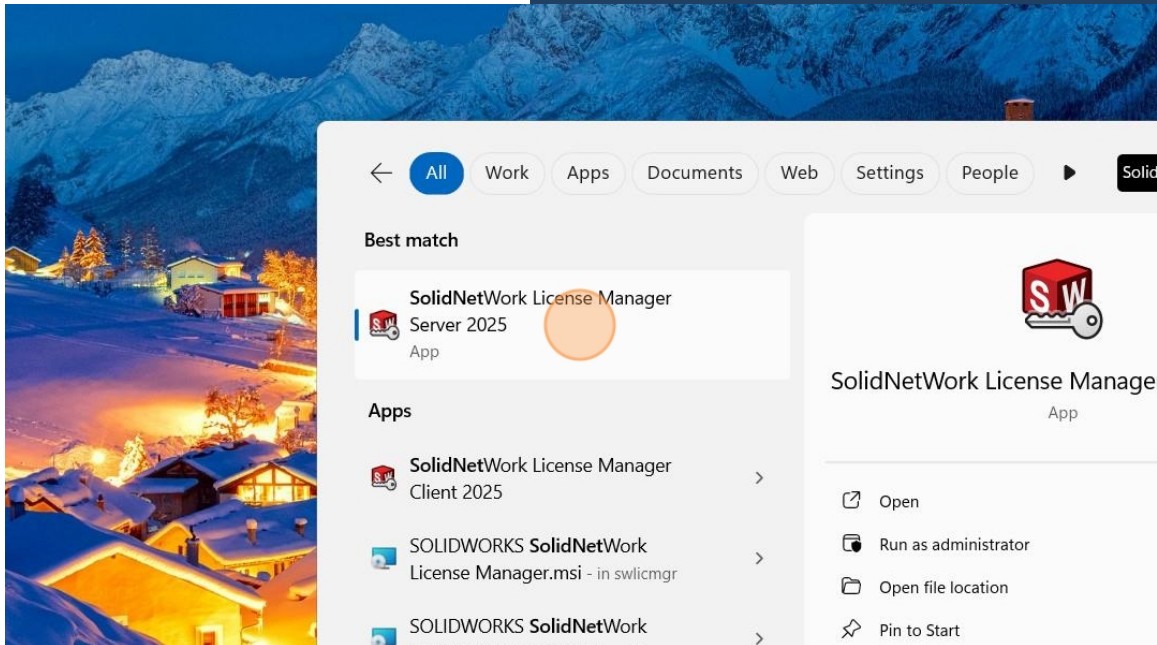 All Work Apps Documents Web Settings People Solid
Best match
SolidNetWork License Manager
Server 2025
App
Apps
SolidNetWork License Manager
Client 2025
SOLIDWORKS SolidNetWork
License Manager.msi - in swlicmgr
SOLIDWORKS SolidNetWork
SW
SolidNetWork License Manage
App
Open
Run as administrator
Open file location
Pin to Start